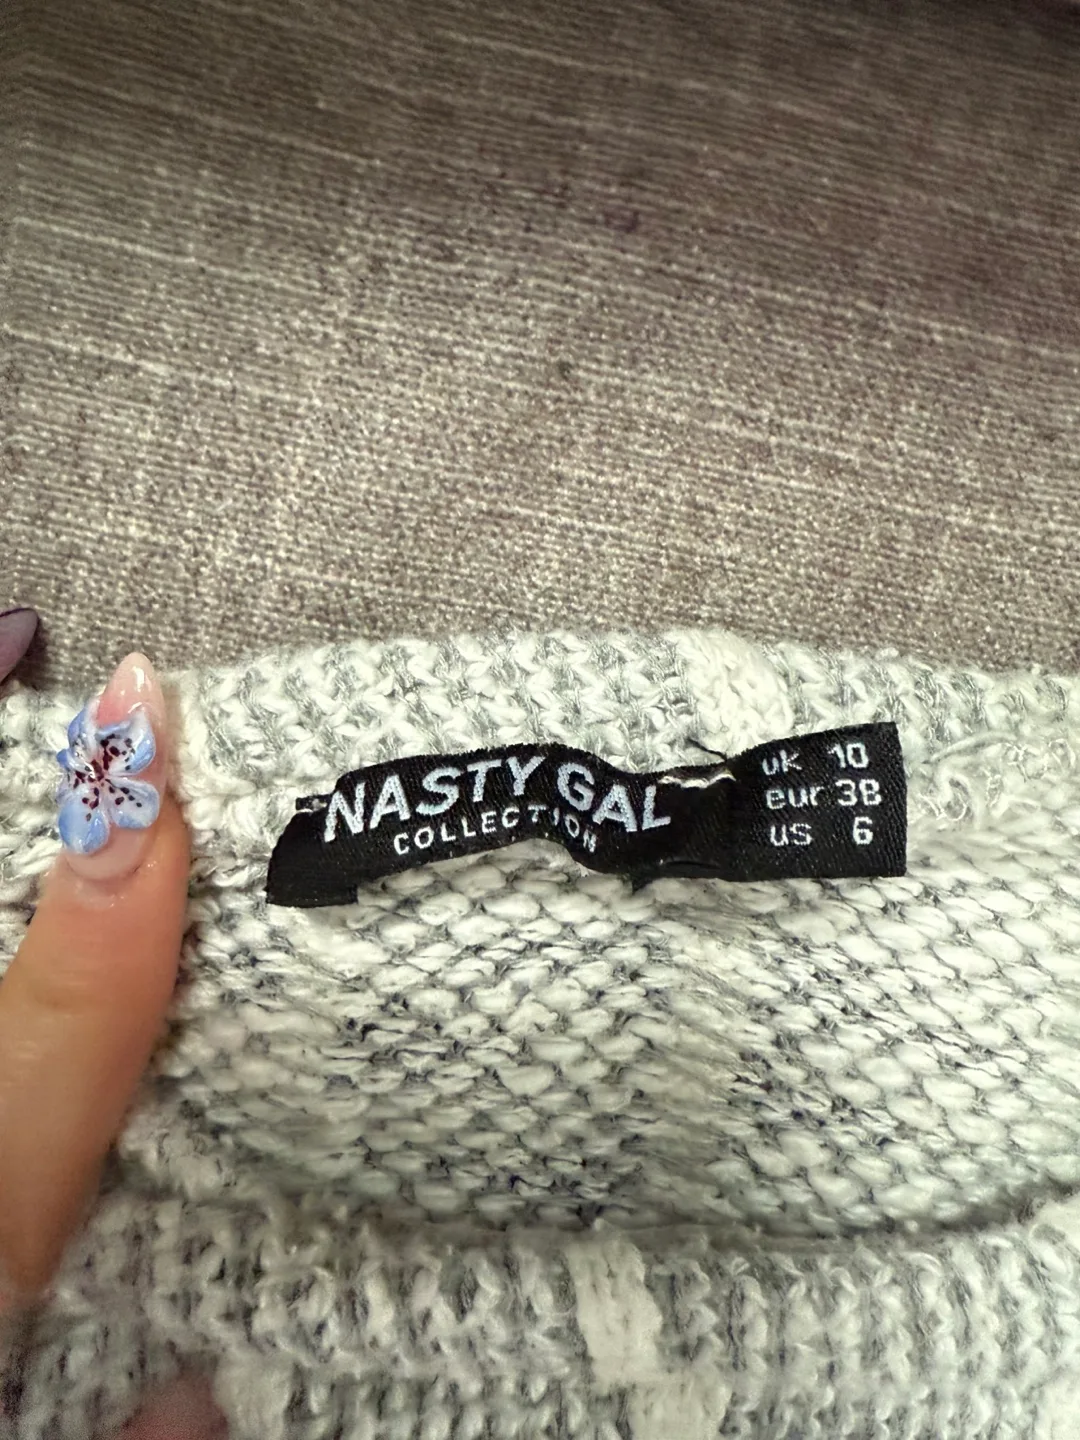 NASTY GAL
COLLECTION
uk 10
eur 38
us 6